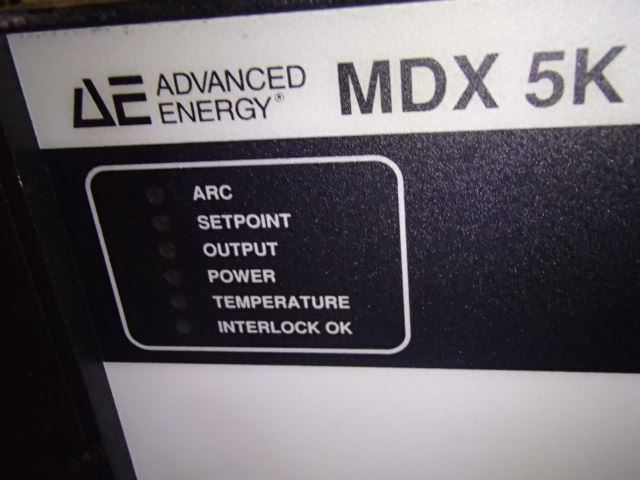 ADVANCED
ENERGY®
MDX 5K
ARC
SETPOINT
OUTPUT
POWER
TEMPERATURE
INTERLOCK OK